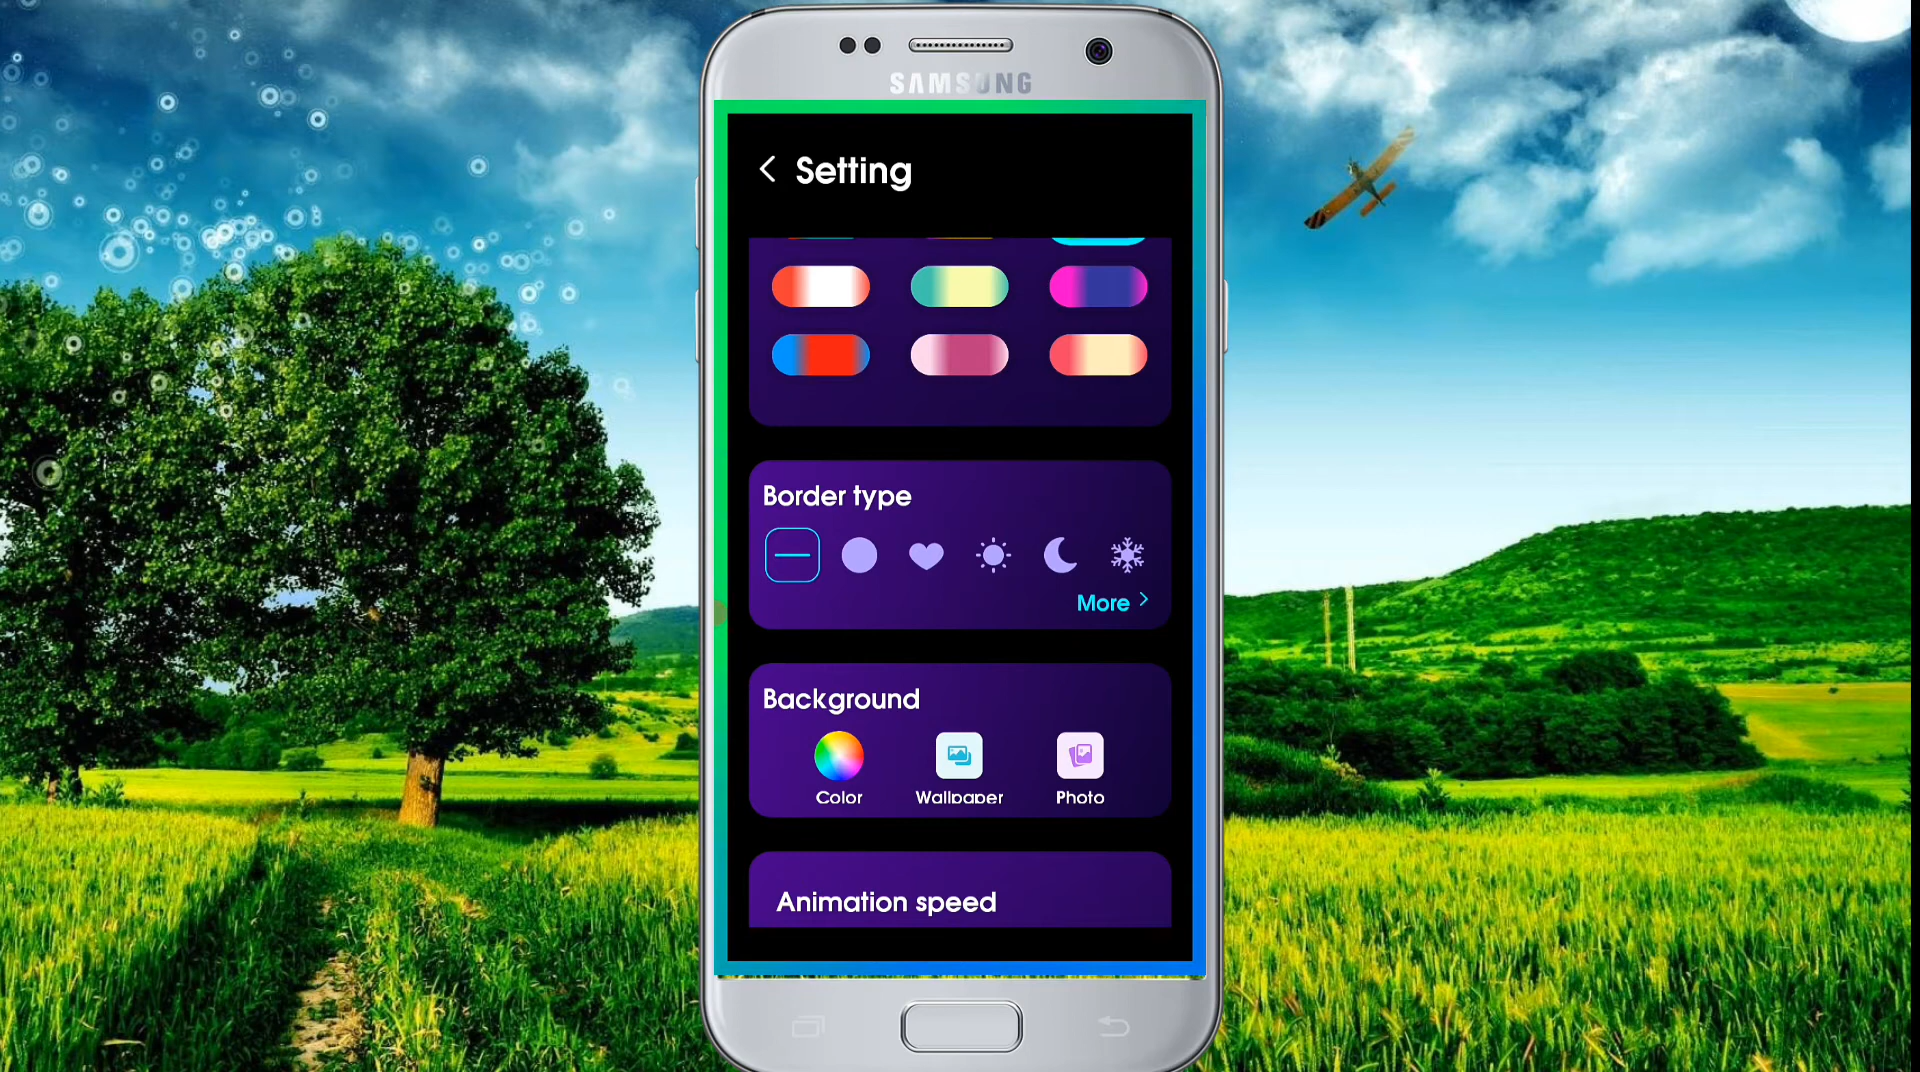 SAMSUNG
Setting
Border type
More
Background
Color Wallpaper Photo
Animation speed